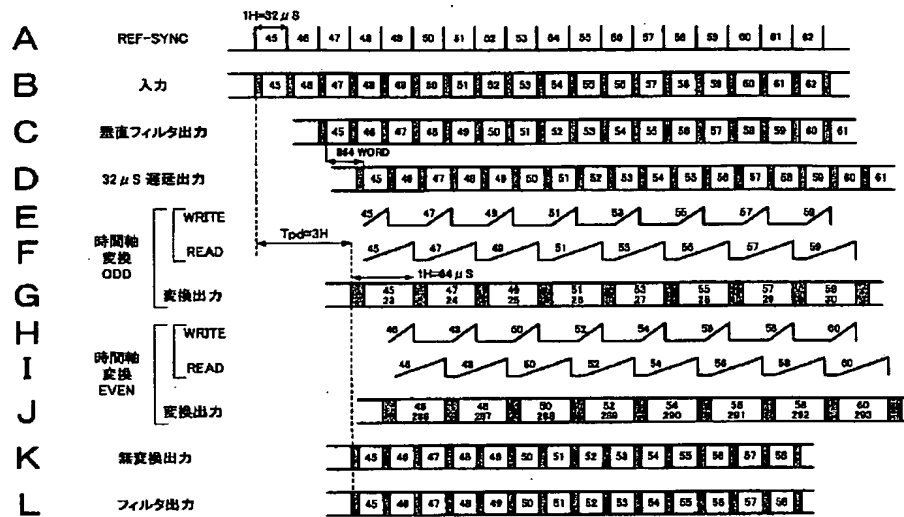 1H=32μS
A REF-SYNC 45 46 47 48 49 50 51 52 53 54 55 56 57 58 59 60 61 62
B 入力 45 46 47 48 49 50 51 52 53 54 55 56 57 58 59 60 61 62
C 垂直フィルタ出力 45 46 47 48 49 50 51 52 53 54 55 56 57 58 59 60 61
864 WORD
D 32μS 遅延出力 45 46 47 48 49 50 51 52 53 54 55 56 57 58 59 60 61
E WRITE 45 47 49 51 53 55 57 59
時間軸
変換
ODD
Tpd=3H
F READ 45 47 49 51 53 55 57 59
1H=64μS
G 変換出力 45 47 49 51 53 55 57 59
23 24 25 26 27 28 29 30
H WRITE 46 48 50 52 54 56 58 60
時間軸
変換
EVEN
I READ 46 48 50 52 54 56 58 60
J 変換出力 46 48 50 52 54 56 58 60
286 287 288 289 290 291 292 293
K 無変換出力 45 46 47 48 49 50 51 52 53 54 55 56 57 58
L フィルタ出力 45 46 47 48 49 50 51 52 53 54 55 56 57 58